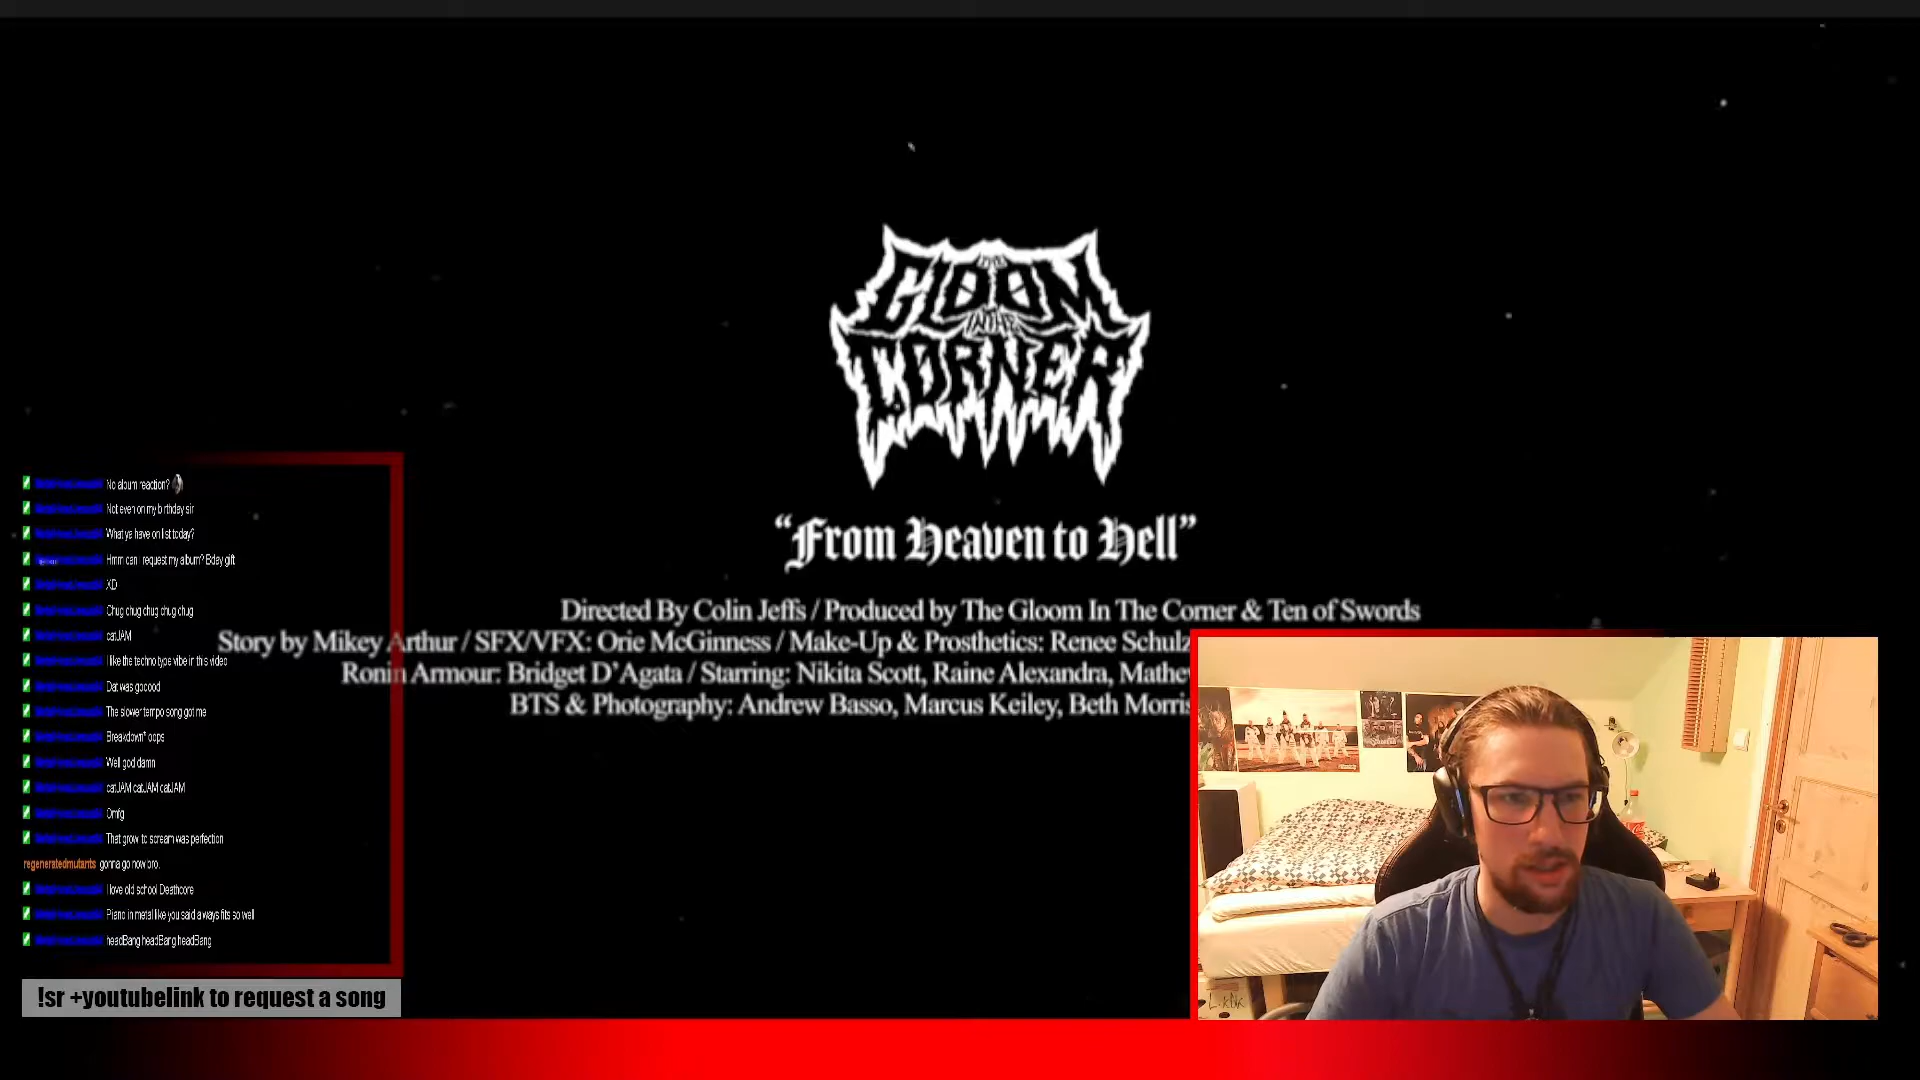 THE
GLOOM
IN THE
CORNER
“From Heaven to Hell”
Directed By Colin Jeffs / Produced by The Gloom In The Corner & Ten of Swords
Story by Mikey Arthur / SFX/VFX: Orie McGinness / Make-Up & Prosthetics: Renee Schulz
Ronin Armour: Bridget D’Agata / Starring: Nikita Scott, Raine Alexandra, Mathe
BTS & Photography: Andrew Basso, Marcus Keiley, Beth Morris
No album reaction?
Not even on my birthday sir
What ya have on list today?
Hmm can I request my album? Bday gift
XD
Chug chug chug chug chug
catJAM
I like the techno type vibe in this video
Dat was gooood
The slower tempo song got me
Breakdown* oops
Well god damn
catJAM catJAM catJAM
Omfg
That growl to scream was perfection
regeneratedmutants gonna go now bro.
I love old school Deathcore
Piano in metal like you said always fits so well
headBang headBang headBang
!sr +youtubelink to request a song